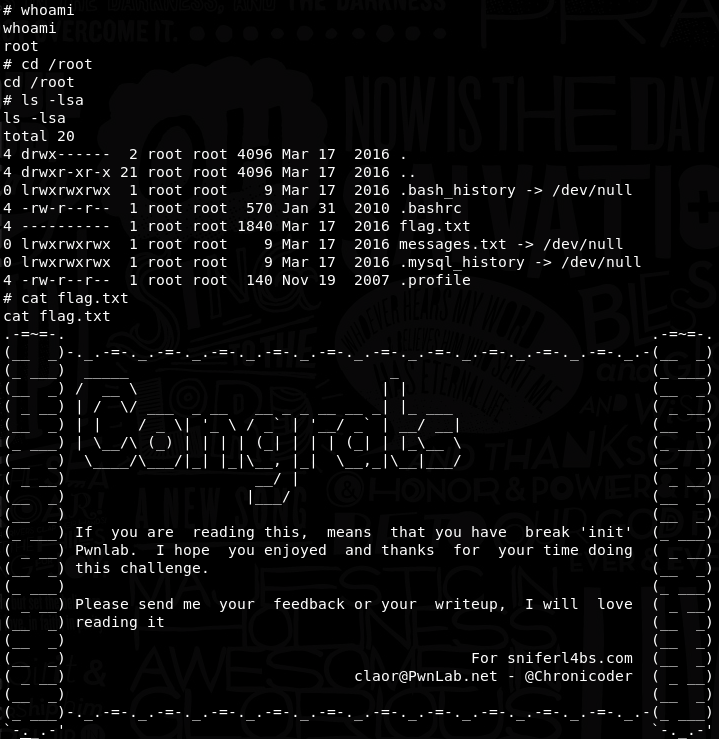 # whoami
whoami
root
# cd /root
cd /root
# ls -lsa
ls -lsa
total 20
4 drwx------  2 root root 4096 Mar 17  2016 .
4 drwxr-xr-x 21 root root 4096 Mar 17  2016 ..
0 lrwxrwxrwx  1 root root    9 Mar 17  2016 .bash_history -> /dev/null
4 -rw-r--r--  1 root root  570 Jan 31  2010 .bashrc
4 ----------  1 root root 1840 Mar 17  2016 flag.txt
0 lrwxrwxrwx  1 root root    9 Mar 17  2016 messages.txt -> /dev/null
0 lrwxrwxrwx  1 root root    9 Mar 17  2016 .mysql_history -> /dev/null
4 -rw-r--r--  1 root root  140 Nov 19  2007 .profile
# cat flag.txt
cat flag.txt
Congrats
If  you are  reading this,  means  that you have  break 'init'
Pwnlab.  I hope  you enjoyed  and thanks  for  your time doing
this challenge.
Please send me  your  feedback or your  writeup,  I will  love
reading it
For sniferl4bs.com
claor@PwnLab.net - @Chronicoder